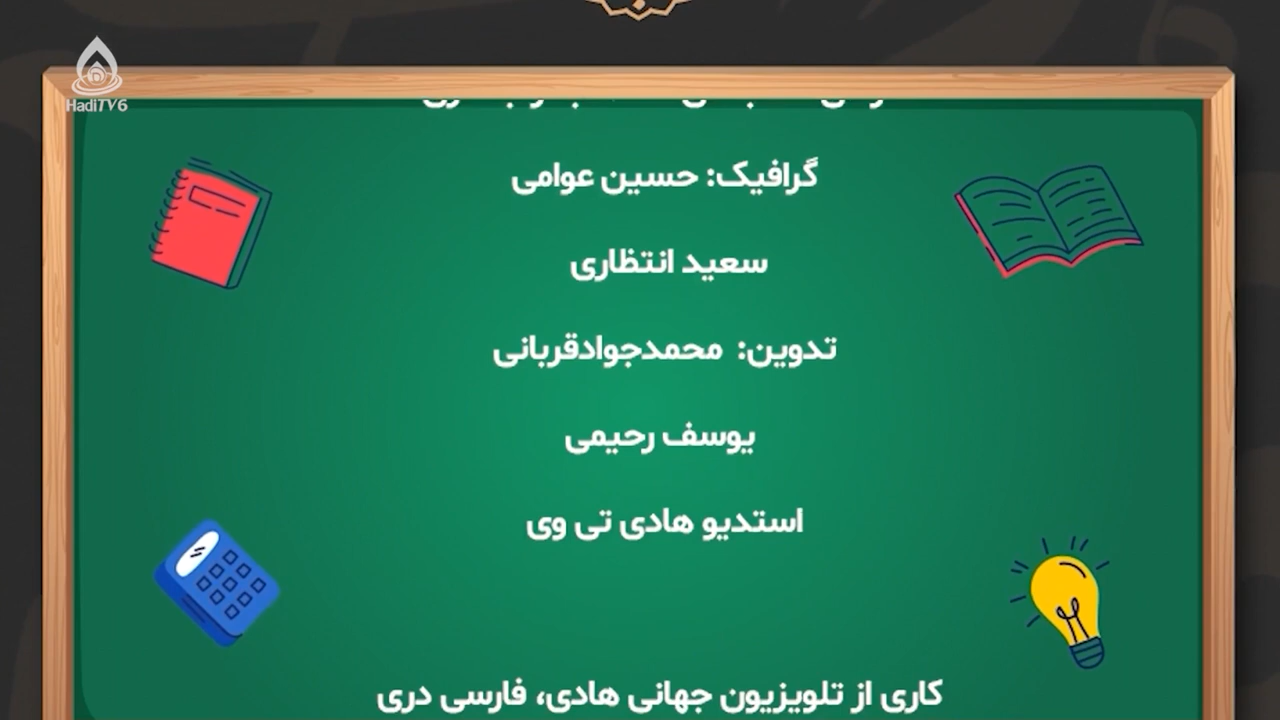 HadiTV6
گرافیک: حسین عوامی
سعید انتظاری
تدوین: محمدجوادقربانی
یوسف رحیمی
استدیو هادی تی وی
کاری از تلویزیون جهانی هادی، فارسی دری